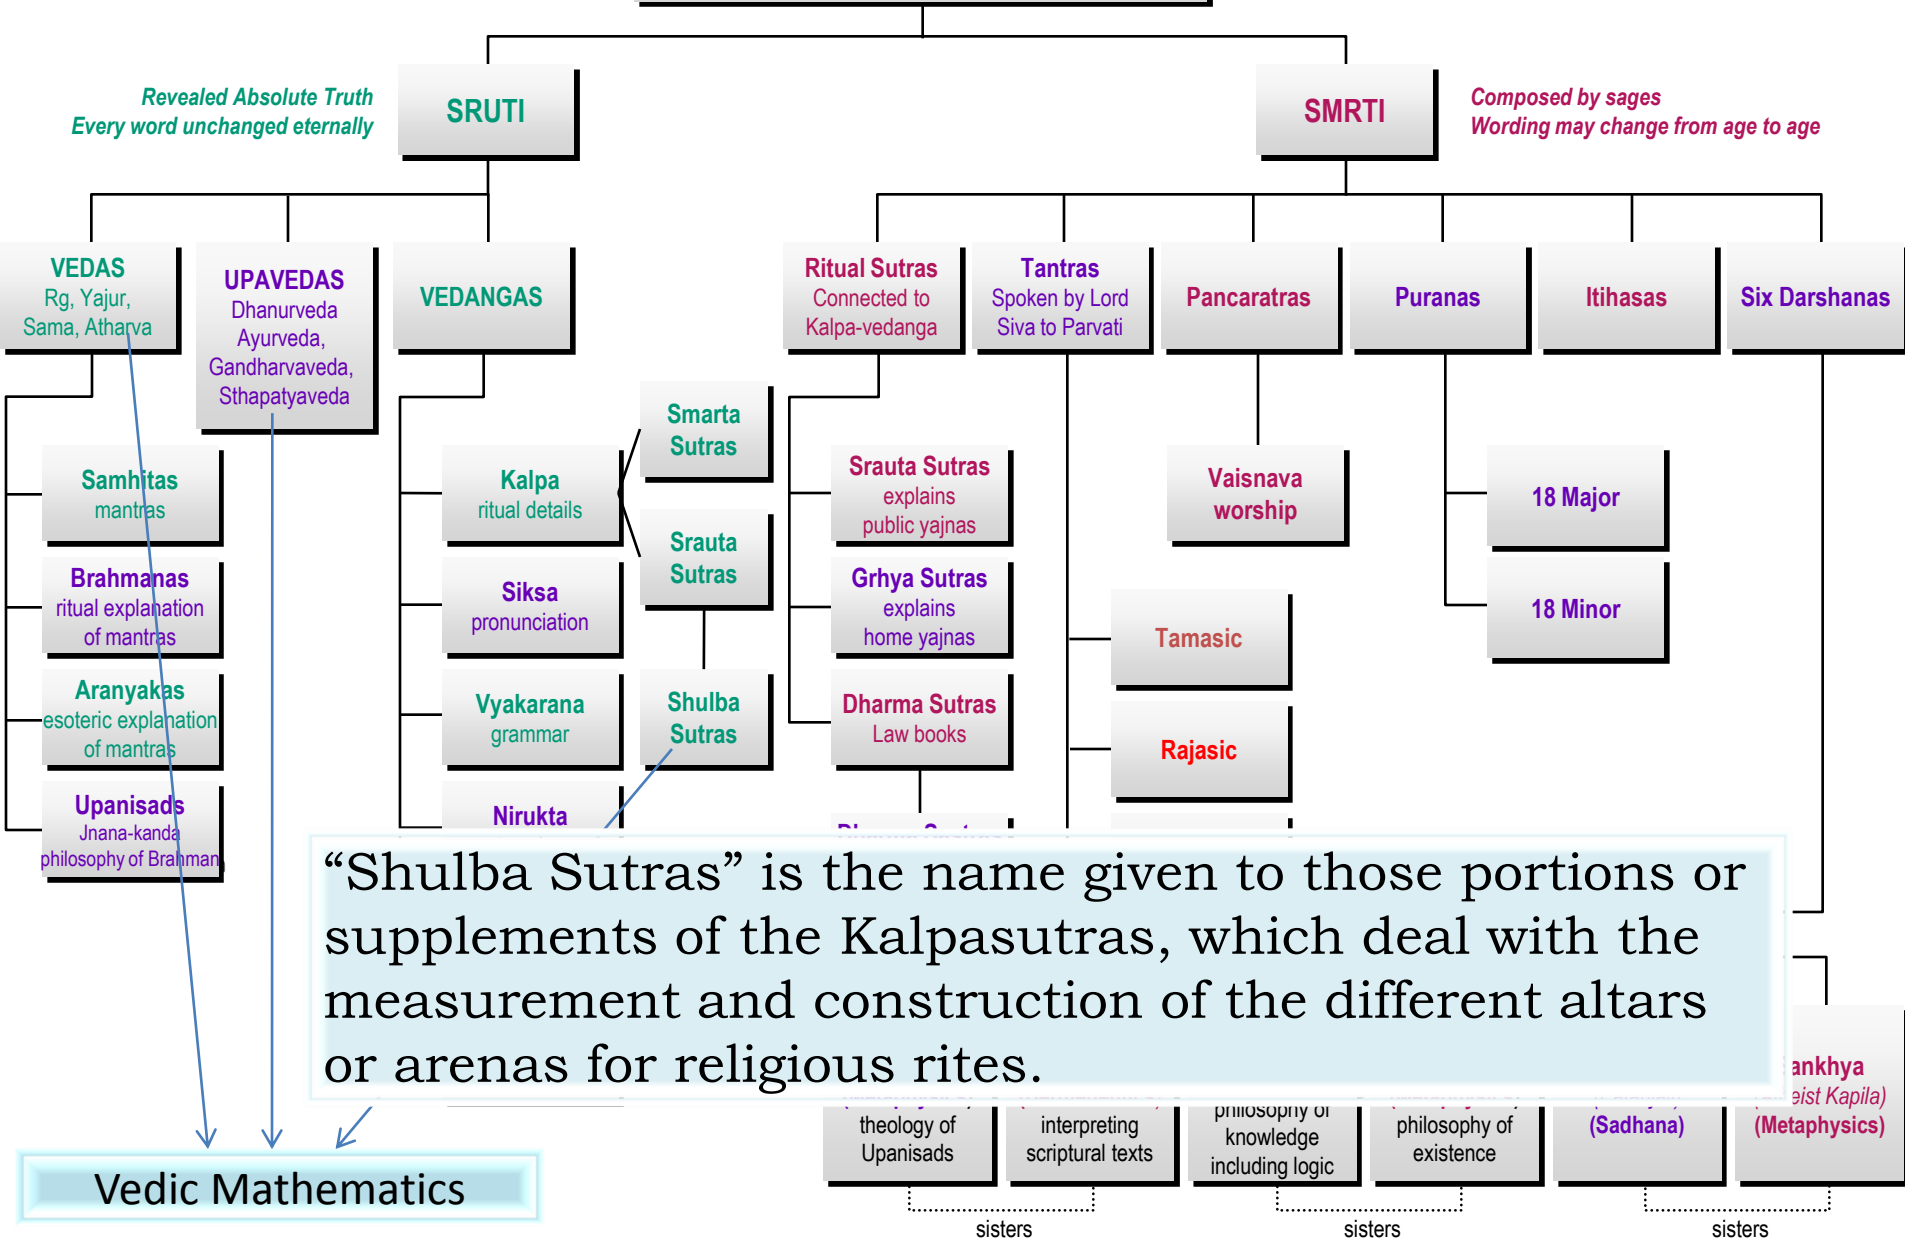 Revealed Absolute Truth
Every word unchanged eternally
SRUTI
SMRTI
Composed by sages
Wording may change from age to age
VEDAS
Rg, Yajur,
Sama, Atharva
UPAVEDAS
Dhanurveda
Ayurveda,
Gandharvaveda,
Sthapatyaveda
VEDANGAS
Ritual Sutras
Connected to
Kalpa-vedanga
Tantras
Spoken by Lord
Siva to Parvati
Pancaratras
Puranas
Itihasas
Six Darshanas
Samhitas
mantras
Brahmanas
ritual explanation
of mantras
Aranyakas
esoteric explanation
of mantras
Upanisads
Jnana-kanda
philosophy of Brahman
Kalpa
ritual details
Siksa
pronunciation
Vyakarana
grammar
Nirukta
Smarta
Sutras
Srauta
Sutras
Shulba
Sutras
Srauta Sutras
explains
public yajnas
Grhya Sutras
explains
home yajnas
Dharma Sutras
Law books
Vaisnava
worship
Tamasic
Rajasic
18 Major
18 Minor
“Shulba Sutras” is the name given to those portions or
supplements of the Kalpasutras, which deal with the
measurement and construction of the different altars
or arenas for religious rites.
theology of
Upanisads
interpreting
scriptural texts
philosophy of
knowledge
including logic
philosophy of
existence
(Sadhana)
Kapila)
(Metaphysics)
sisters
sisters
sisters
Vedic Mathematics